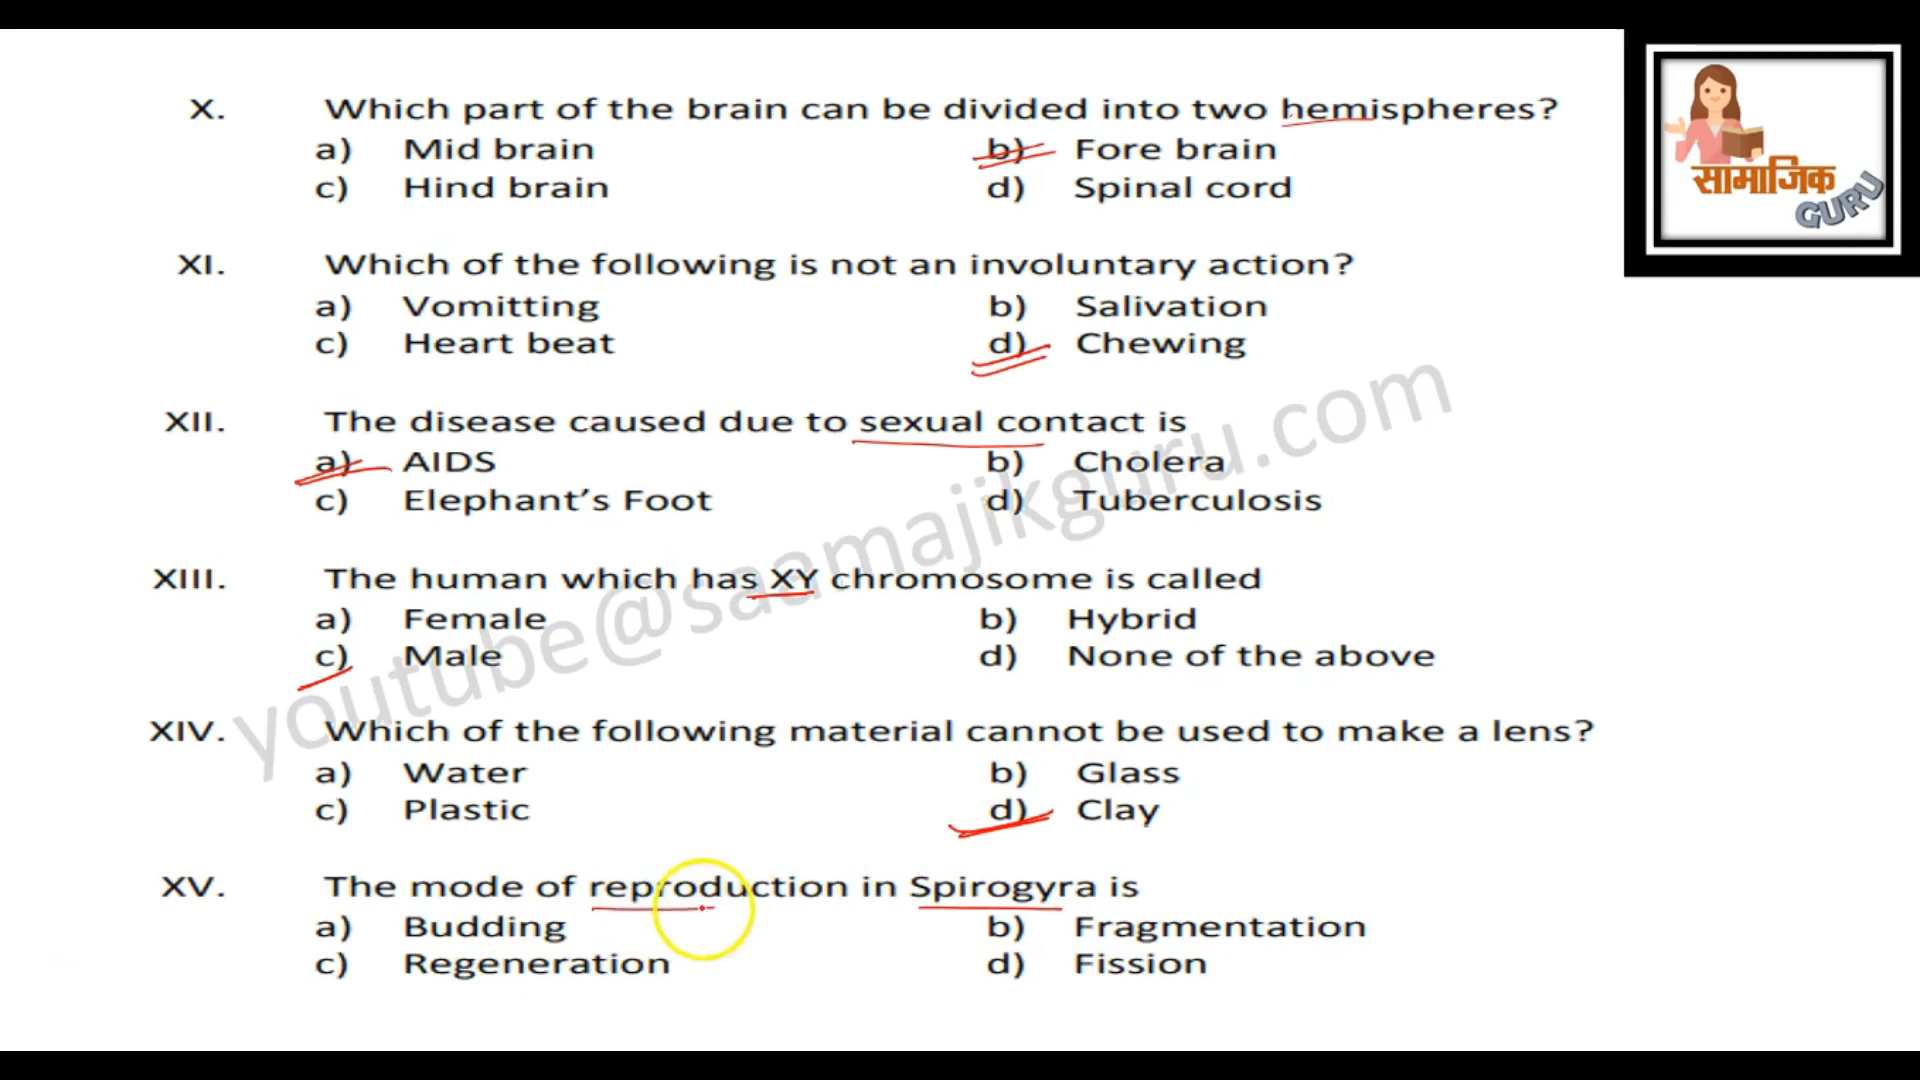 X. Which part of the brain can be divided into two hemispheres?
a) Mid brain b) Fore brain
c) Hind brain d) Spinal cord
XI. Which of the following is not an involuntary action?
a) Vomitting b) Salivation
c) Heart beat d) Chewing
XII. The disease caused due to sexual contact is
a) AIDS b) Cholera
c) Elephant’s Foot d) Tuberculosis
XIII. The human which has XY chromosome is called
a) Female b) Hybrid
c) Male d) None of the above
XIV. Which of the following material cannot be used to make a lens?
a) Water b) Glass
c) Plastic d) Clay
XV. The mode of reproduction in Spirogyra is
a) Budding b) Fragmentation
c) Regeneration d) Fission
youtube@saamajikguru.com
सामाजिक
GURU